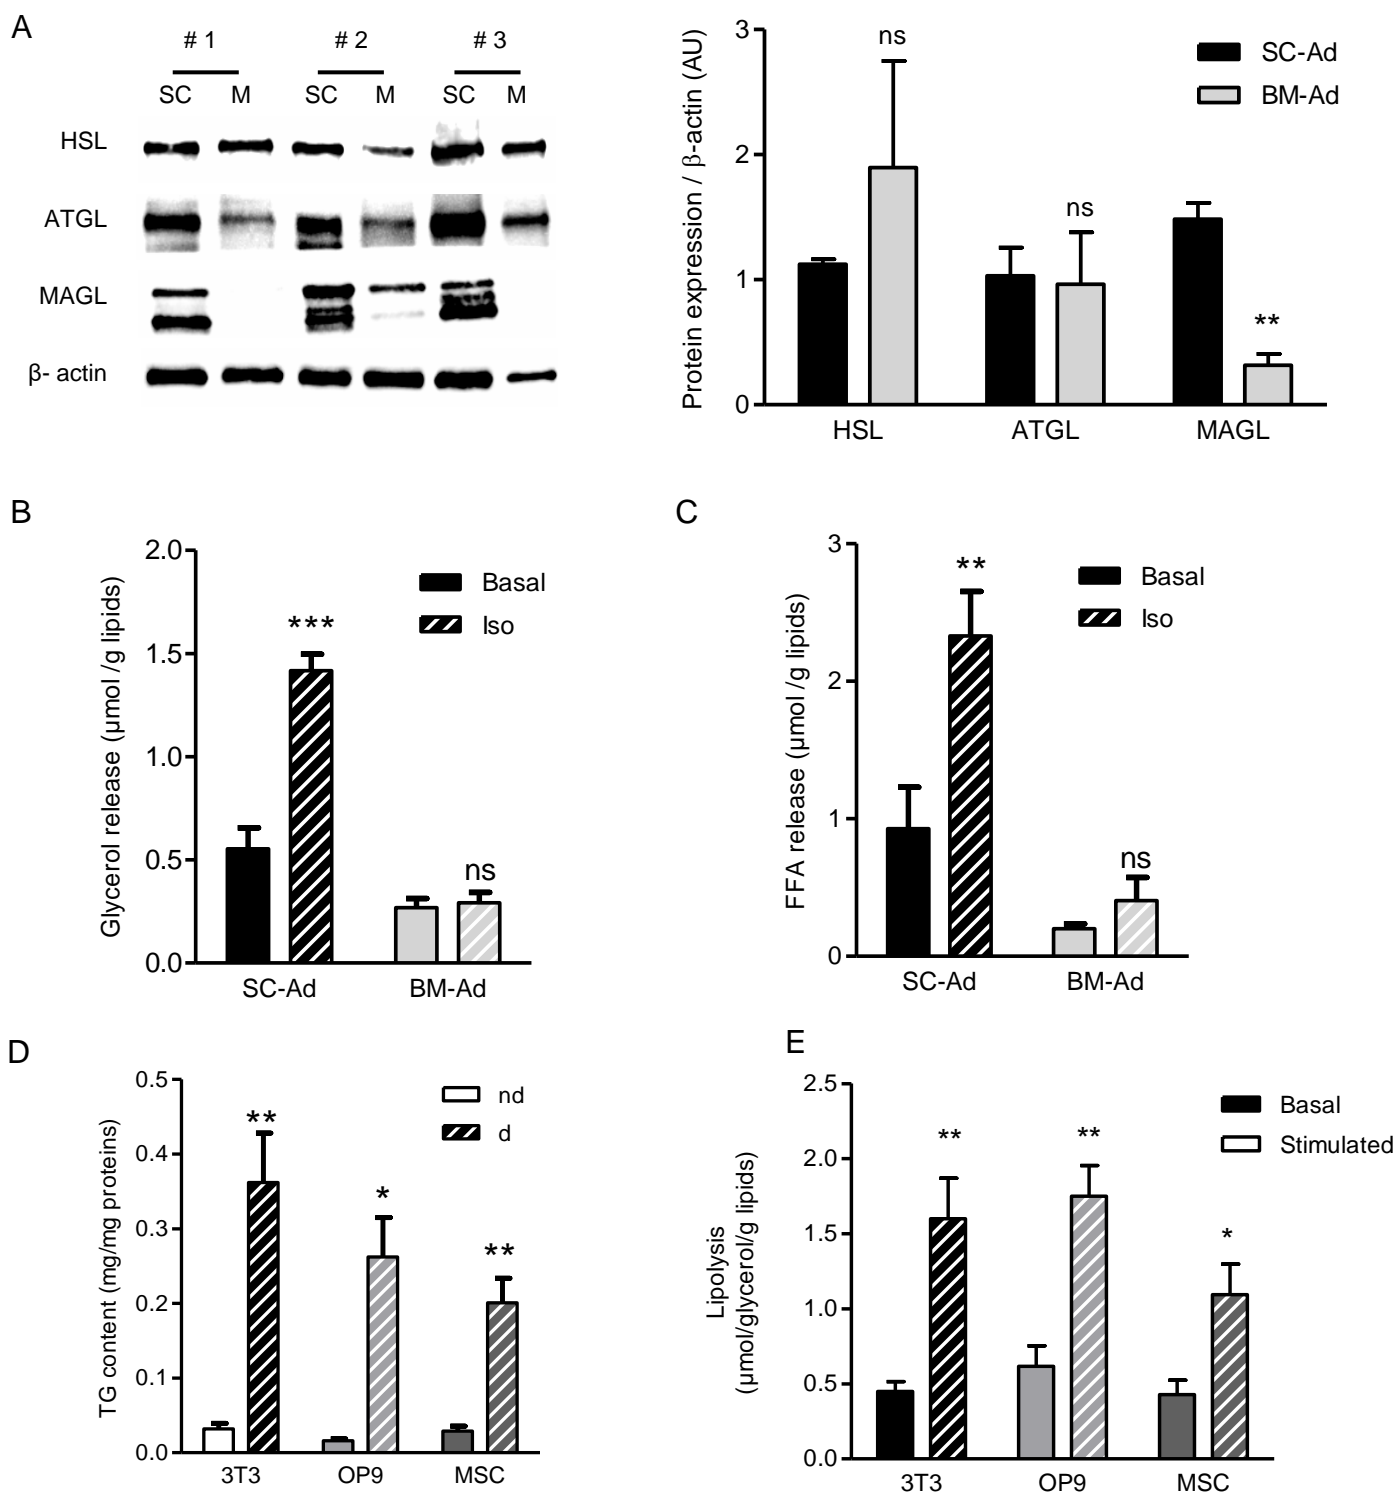 A
# 1
# 2
# 3
SC
M
SC
M
SC
M
HSL
ATGL
MAGL
β- actin
Protein expression / β-actin (AU)
3
2
1
0
ns
ns
**
SC-Ad
BM-Ad
HSL
ATGL
MAGL
B
Glycerol release (µmol /g lipids)
2.0
1.5
1.0
0.5
0.0
***
ns
Basal
Iso
SC-Ad
BM-Ad
C
FFA release (µmol /g lipids)
3
2
1
0
**
ns
Basal
Iso
SC-Ad
BM-Ad
D
TG content (mg/mg proteins)
0.5
0.4
0.3
0.2
0.1
0.0
**
*
**
nd
d
3T3
OP9
MSC
E
Lipolysis
(µmol/glycerol/g lipids)
2.5
2.0
1.5
1.0
0.5
0.0
**
**
*
Basal
Stimulated
3T3
OP9
MSC